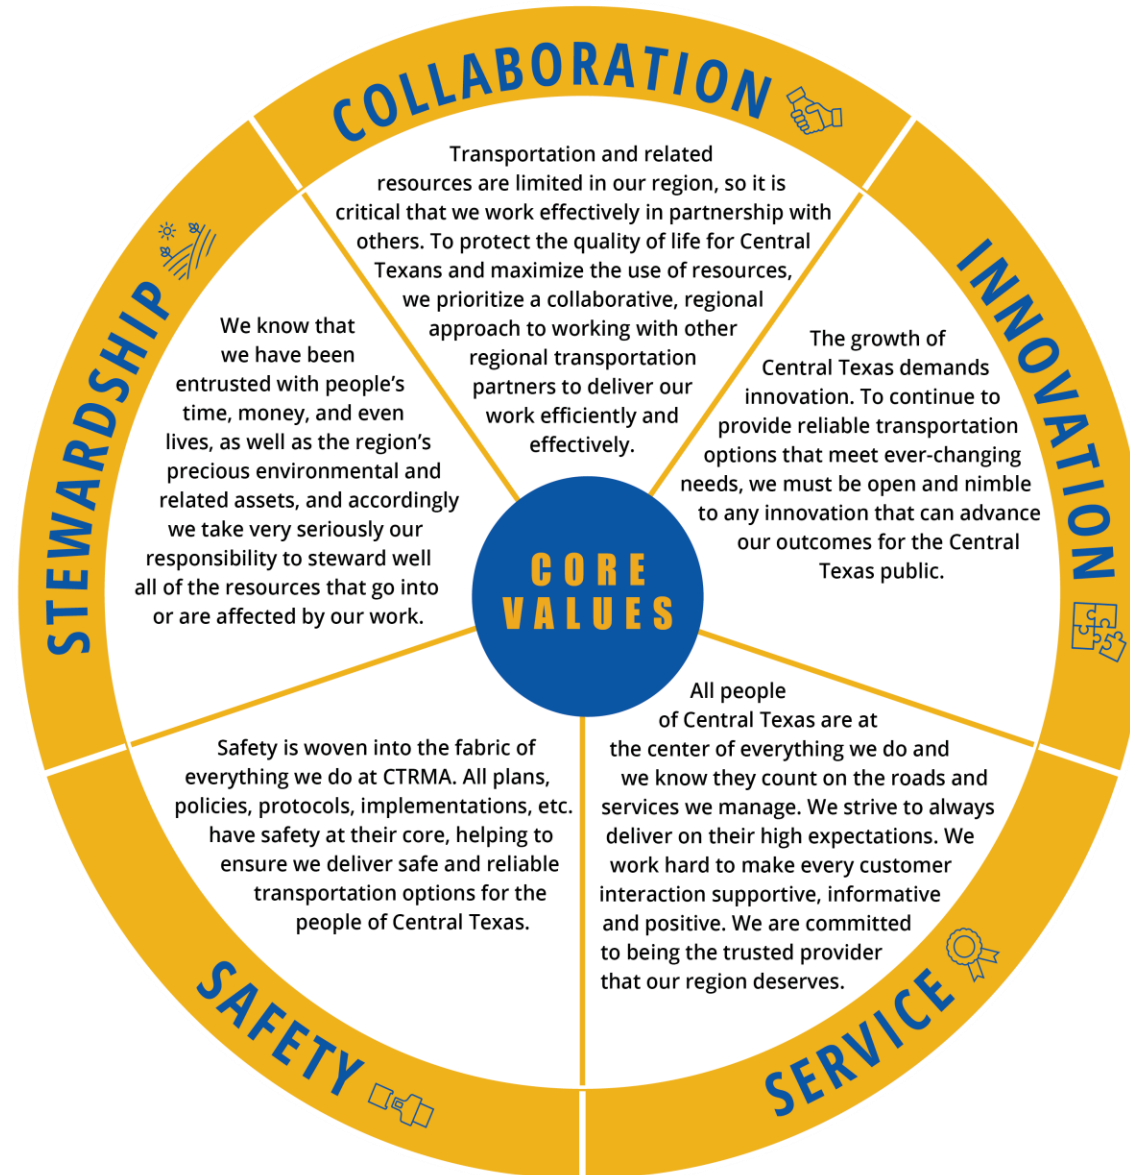 COLLABORATION
Transportation and related
resources are limited in our region, so it is
critical that we work effectively in partnership with
others. To protect the quality of life for Central
Texans and maximize the use of resources,
we prioritize a collaborative, regional
approach to working with other
regional transportation
partners to deliver our
work efficiently and
effectively.
INNOVATION
The growth of
Central Texas demands
innovation. To continue to
provide reliable transportation
options that meet ever-changing
needs, we must be open and nimble
to any innovation that can advance
our outcomes for the Central
Texas public.
SERVICE
All people
of Central Texas are at
the center of everything we do and
we know they count on the roads and
services we manage. We strive to always
deliver on their high expectations. We
work hard to make every customer
interaction supportive, informative
and positive. We are committed
to being the trusted provider
that our region deserves.
SAFETY
Safety is woven into the fabric of
everything we do at CTRMA. All plans,
policies, protocols, implementations, etc.
have safety at their core, helping to
ensure we deliver safe and reliable
transportation options for the
people of Central Texas.
STEWARDSHIP
We know that
we have been
entrusted with people's
time, money, and even
lives, as well as the region's
precious environmental and
related assets, and accordingly
we take very seriously our
responsibility to steward well
all of the resources that go into
or are affected by our work.
CORE
VALUES